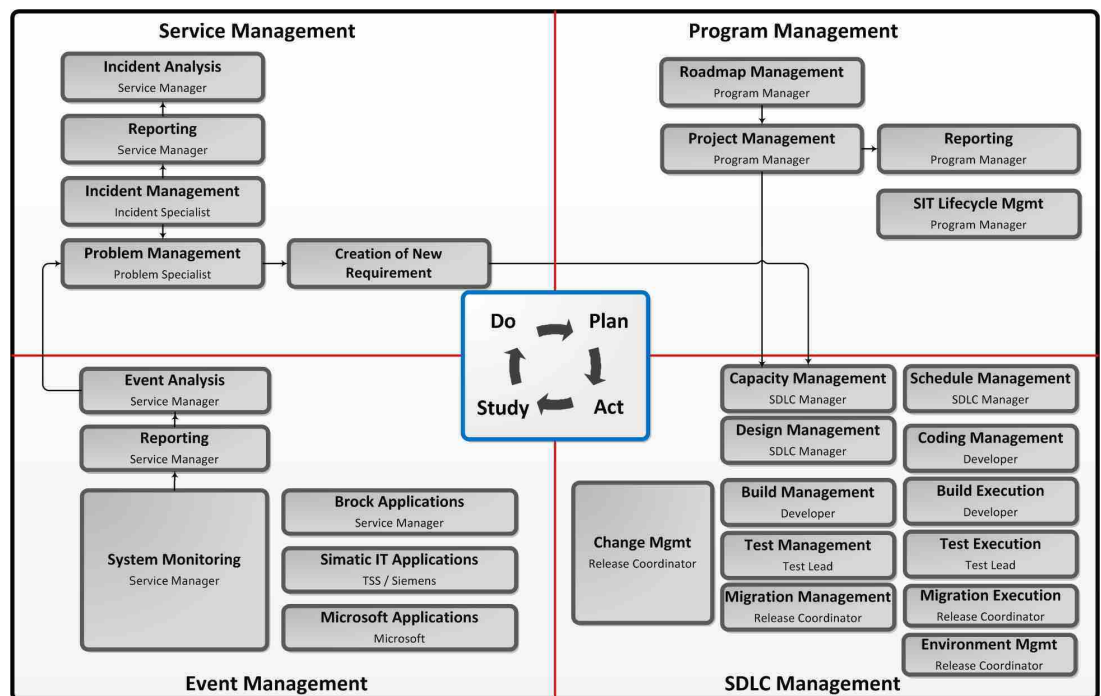 Service Management
Incident Analysis
Service Manager
Reporting
Service Manager
Incident Management
Incident Specialist
Problem Management
Problem Specialist
Creation of New
Requirement
Program Management
Roadmap Management
Program Manager
Project Management
Program Manager
Reporting
Program Manager
SIT Lifecycle Mgmt
Program Manager
Do
Plan
Study
Act
Event Analysis
Service Manager
Reporting
Service Manager
System Monitoring
Service Manager
Brock Applications
Service Manager
Simatic IT Applications
TSS / Siemens
Microsoft Applications
Microsoft
Event Management
Capacity Management
SDLC Manager
Schedule Management
SDLC Manager
Design Management
SDLC Manager
Coding Management
Developer
Change Mgmt
Release Coordinator
Build Management
Developer
Build Execution
Developer
Test Management
Test Lead
Test Execution
Test Lead
Migration Management
Release Coordinator
Migration Execution
Release Coordinator
Environment Mgmt
Release Coordinator
SDLC Management